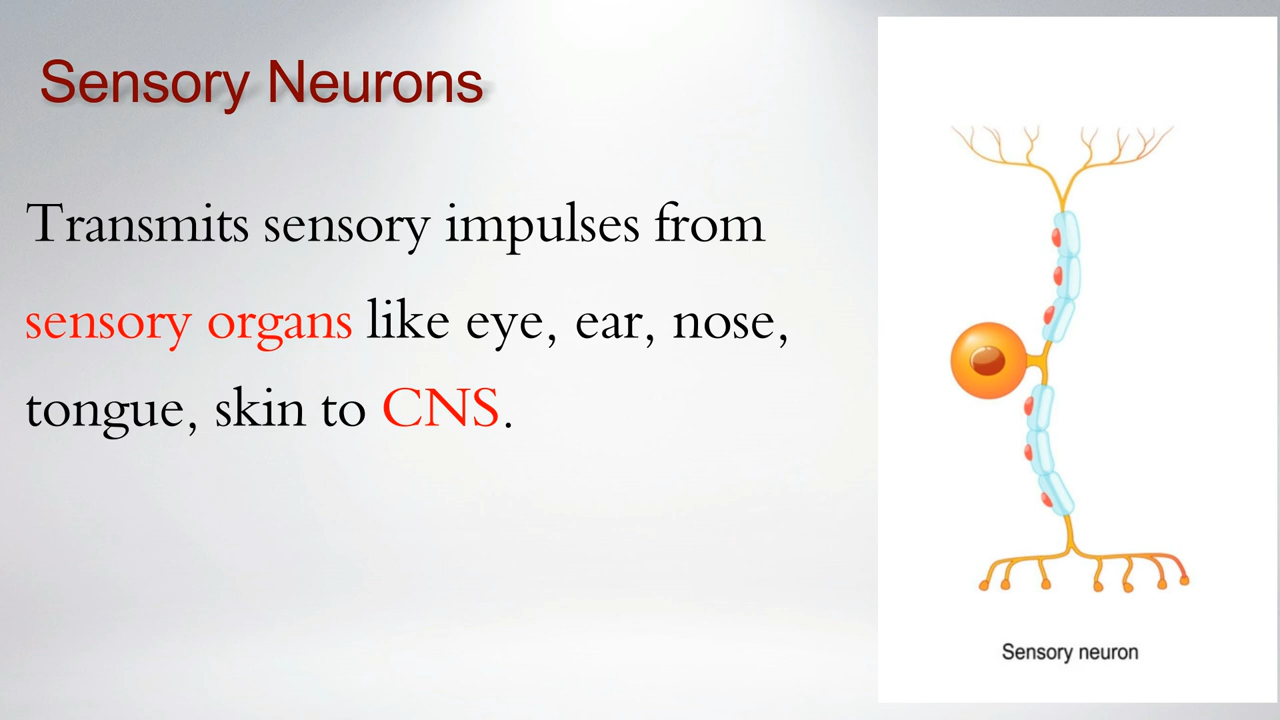 Sensory Neurons
Transmits sensory impulses from
sensory organs like eye, ear, nose,
tongue, skin to CNS.
Sensory neuron